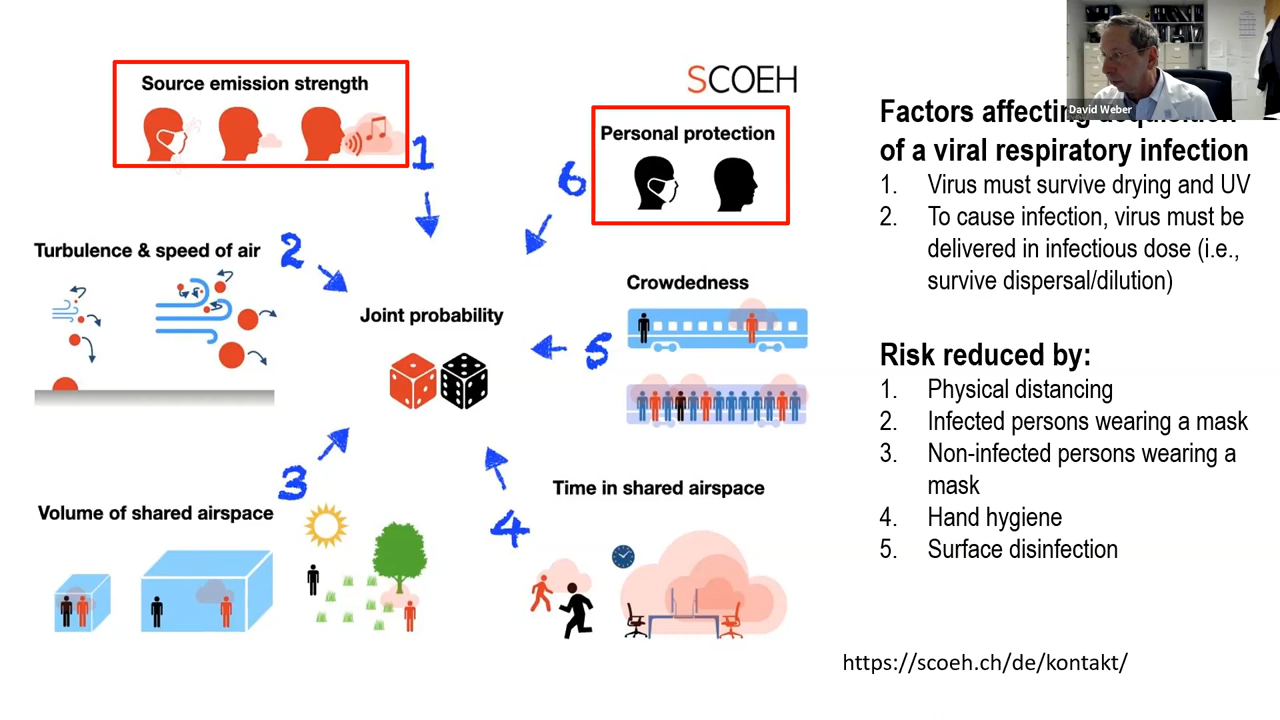 Source emission strength
SCOEH
David Weber
Personal protection
1
6
Factors affecting acquisition
of a viral respiratory infection
1. Virus must survive drying and UV
2. To cause infection, virus must be
delivered in infectious dose (i.e.,
survive dispersal/dilution)
Turbulence & speed of air
2
Crowdedness
Joint probability
5
Risk reduced by:
1. Physical distancing
2. Infected persons wearing a mask
3. Non-infected persons wearing a
mask
4. Hand hygiene
5. Surface disinfection
3
Volume of shared airspace
Time in shared airspace
4
https://scoeh.ch/de/kontakt/